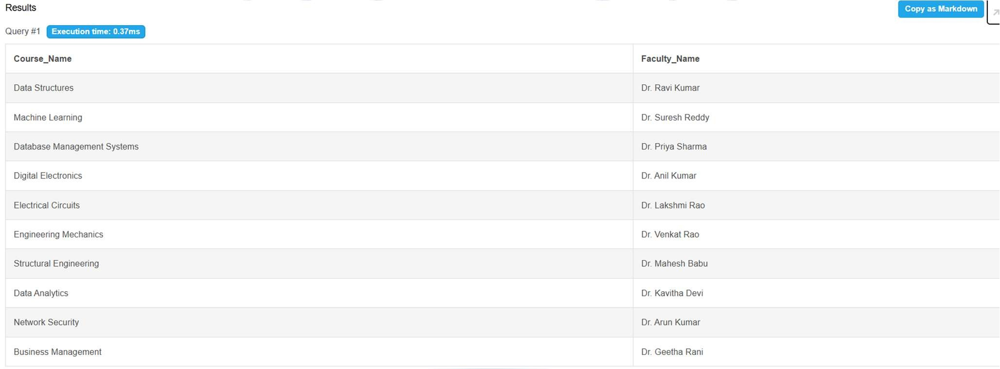 Results
Copy as Markdown
Query #1 Execution time: 0.37ms
Course_Name Faculty_Name
Data Structures Dr. Ravi Kumar
Machine Learning Dr. Suresh Reddy
Database Management Systems Dr. Priya Sharma
Digital Electronics Dr. Anil Kumar
Electrical Circuits Dr. Lakshmi Rao
Engineering Mechanics Dr. Venkat Rao
Structural Engineering Dr. Mahesh Babu
Data Analytics Dr. Kavitha Devi
Network Security Dr. Arun Kumar
Business Management Dr. Geetha Rani